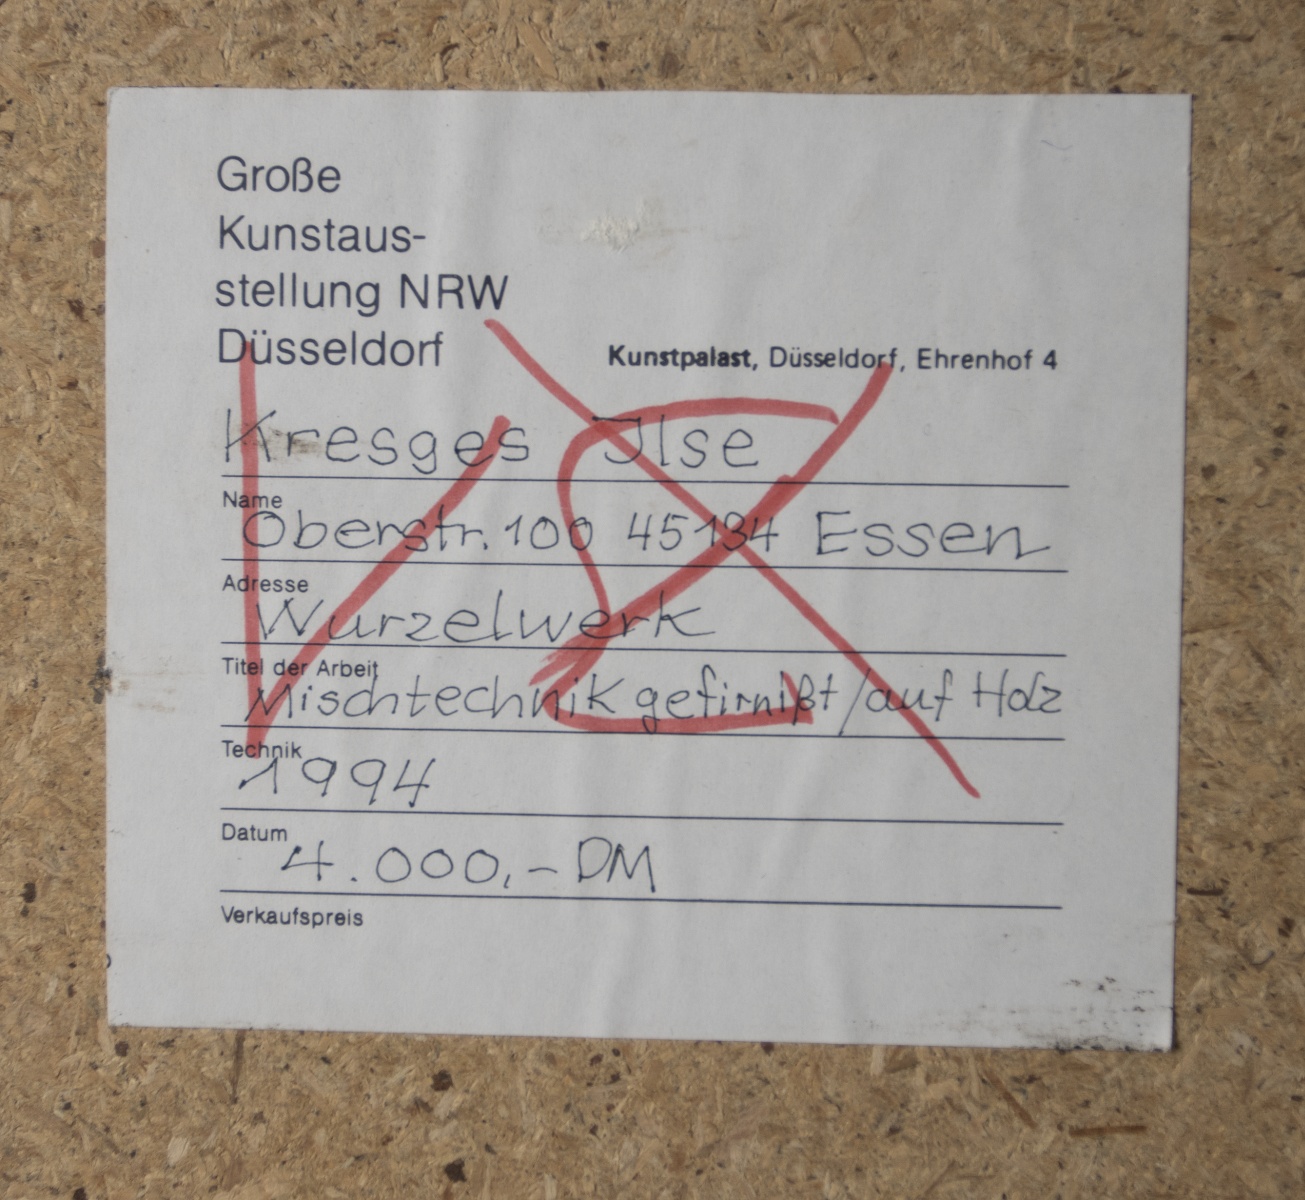 Große
Kunstaus-
stellung NRW
Düsseldorf
Kunstpalast, Düsseldorf, Ehrenhof 4
Kresges Ilse
Name
Oberstr. 100 45134 Essen
Adresse
Wurzelwerk
Titel der Arbeit
Mischtechnik gefirnißt / auf Holz
Technik
1994
Datum
4.000,- DM
Verkaufspreis